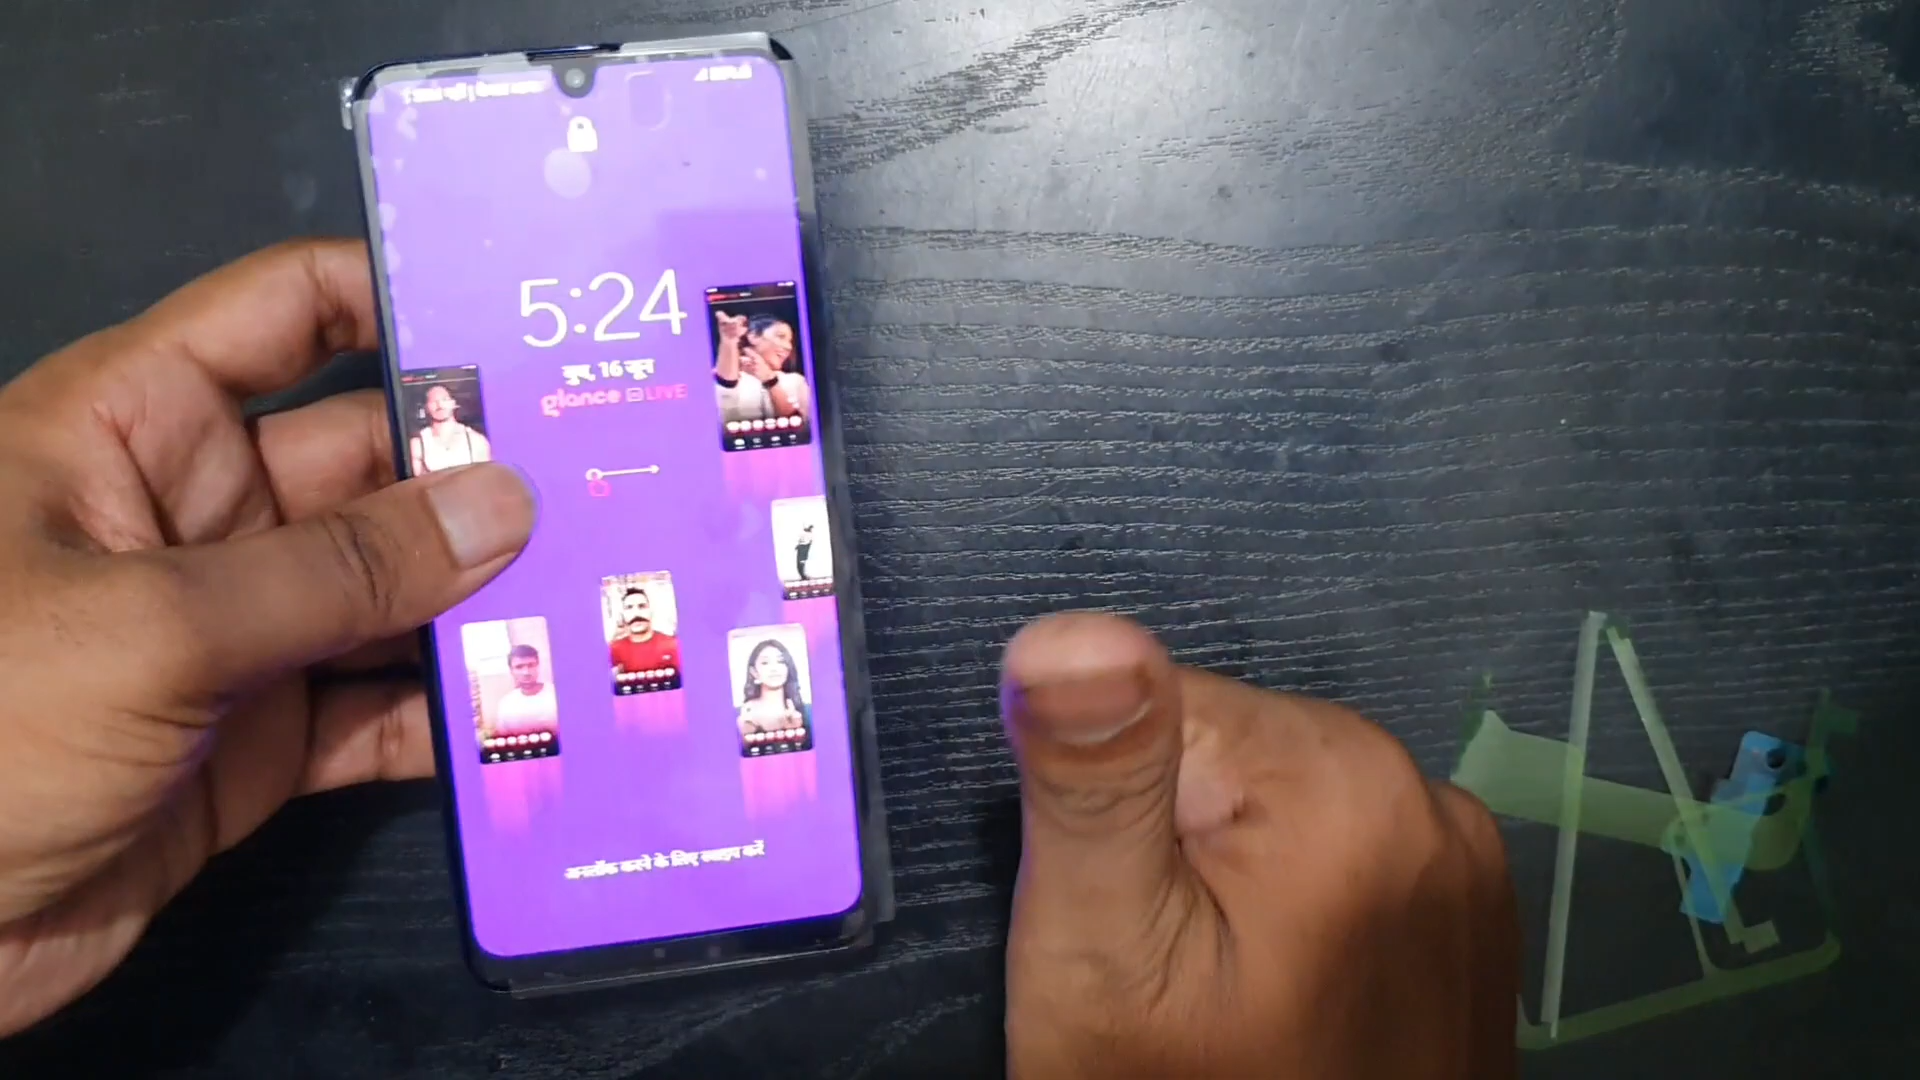 5:24
बुध, 16 जून
glance LIVE
अनलॉक करने के लिए स्वाइप करें